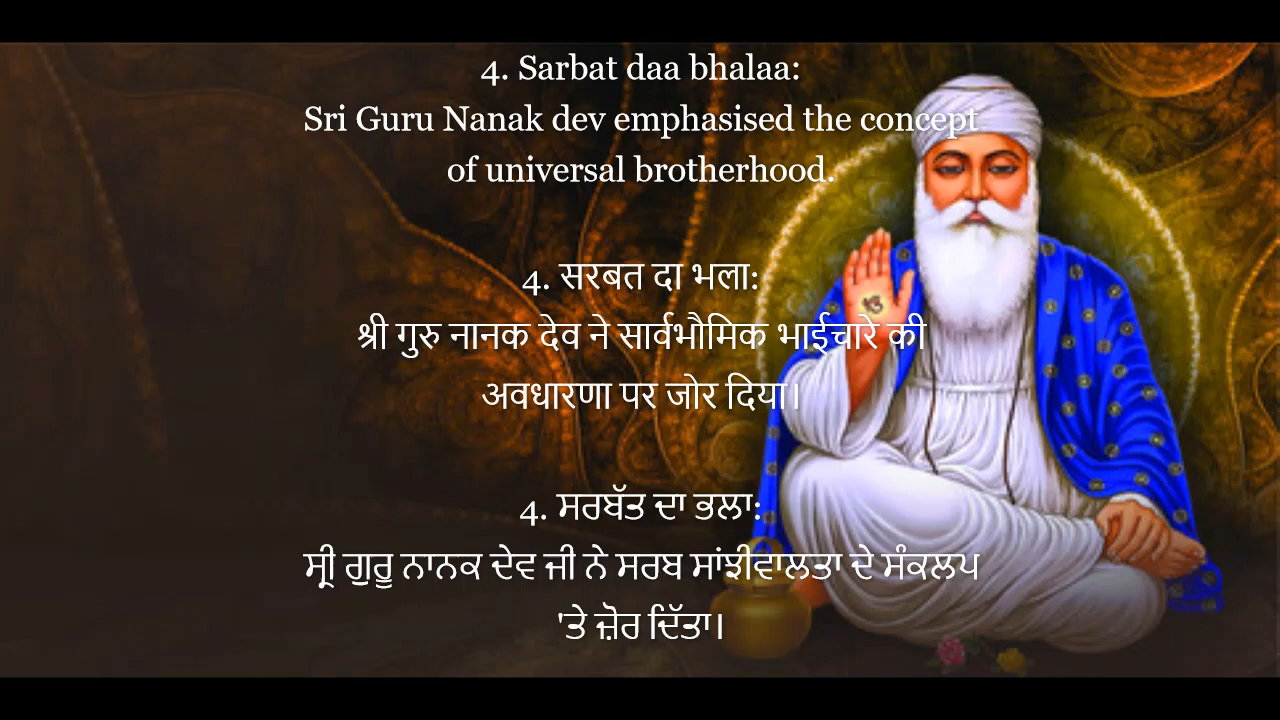 4. Sarbat daa bhalaa:
Sri Guru Nanak dev emphasised the concept
of universal brotherhood.
4. सरबत दा भला:
श्री गुरु नानक देव ने सार्वभौमिक भाईचारे की
अवधारणा पर जोर दिया।
4. ਸਰਬੱਤ ਦਾ ਭਲਾ:
ਸ੍ਰੀ ਗੁਰੂ ਨਾਨਕ ਦੇਵ ਜੀ ਨੇ ਸਰਬ ਸਾਂਝੀਵਾਲਤਾ ਦੇ ਸੰਕਲਪ
'ਤੇ ਜ਼ੋਰ ਦਿੱਤਾ।
ੴ